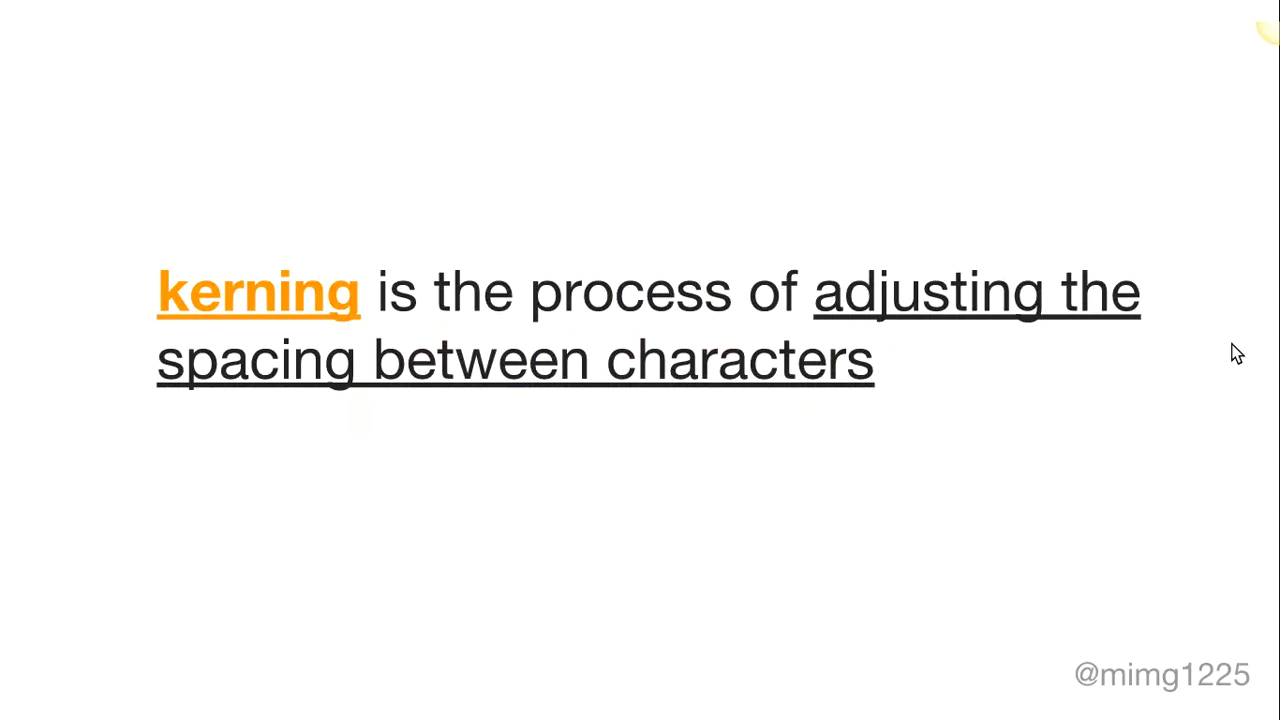 kerning is the process of adjusting the
spacing between characters
@mimg1225